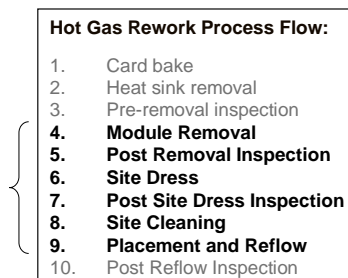 Hot Gas Rework Process Flow:
1. Card bake
2. Heat sink removal
3. Pre-removal inspection
4. Module Removal
5. Post Removal Inspection
6. Site Dress
7. Post Site Dress Inspection
8. Site Cleaning
9. Placement and Reflow
10. Post Reflow Inspection